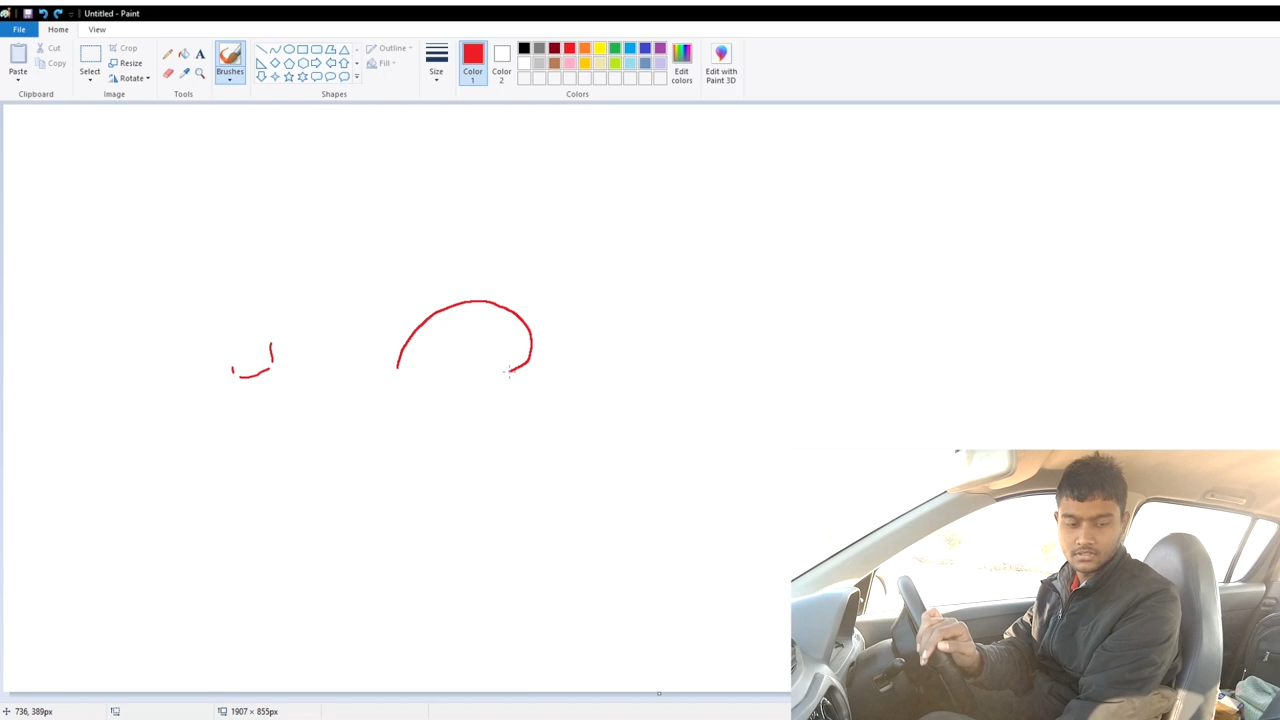 Untitled - Paint
File Home View
Paste
Cut
Copy
Clipboard
Select
Crop
Resize
Rotate
Image
A
Tools
Brushes
Shapes
Outline
Fill
Size
Color 1
Color 2
Edit colors
Colors
Edit with Paint 3D
736, 389px
1907 × 855px